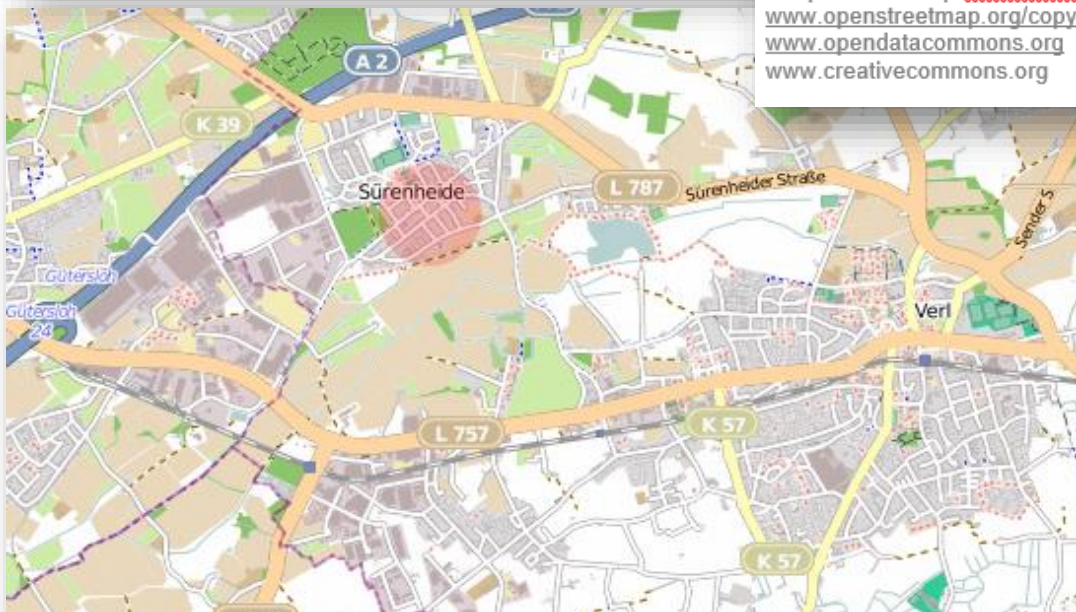 www.openstreetmap.org/copy
www.opendatacommons.org
www.creativecommons.org
A 2
K 39
Sürenheide
L 787
Sürenheider Straße
Sender S
Gütersloh
Gütersloh
24
Verl
L 757
K 57
K 57